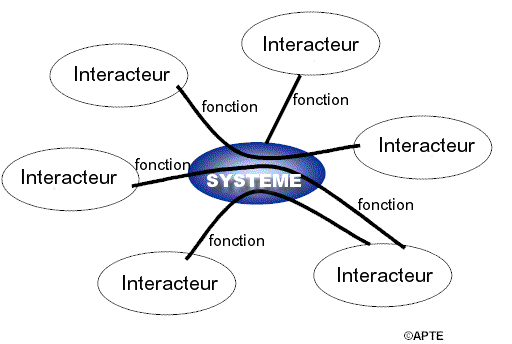 Interacteur
Interacteur
fonction
fonction
Interacteur
fonction
Interacteur
SYSTEME
fonction
fonction
Interacteur
Interacteur
©APTE